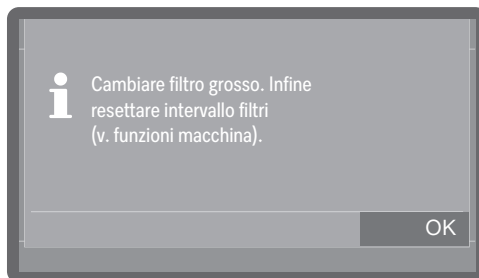 Cambiare filtro grosso. Infine
resettare intervallo filtri
(v. funzioni macchina).
OK